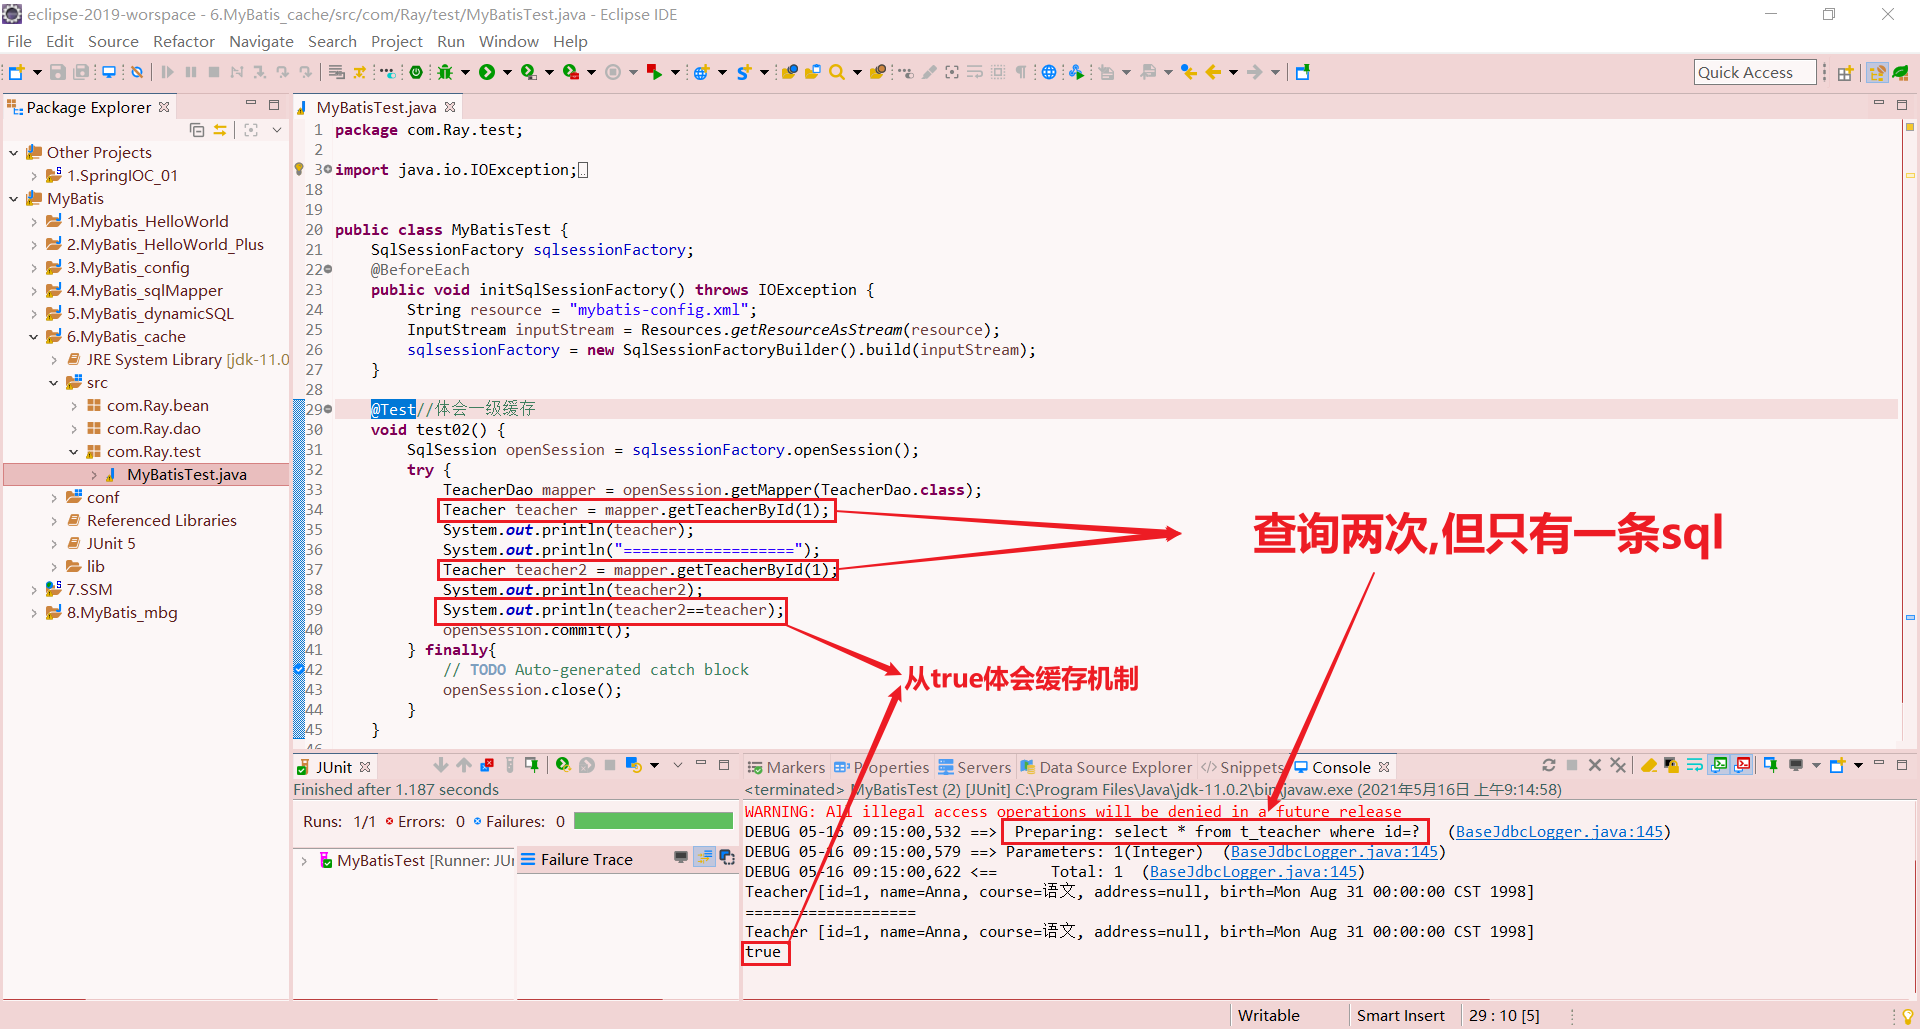 eclipse-2019-worspace - 6.MyBatis_cache/src/com/Ray/test/MyBatisTest.java - Eclipse IDE
File Edit Source Refactor Navigate Search Project Run Window Help
Quick Access
Package Explorer
Other Projects
1.SpringIOC_01
MyBatis
1.Mybatis_HelloWorld
2.MyBatis_HelloWorld_Plus
3.MyBatis_config
4.MyBatis_sqlMapper
5.MyBatis_dynamicSQL
6.MyBatis_cache
JRE System Library [jdk-11.0
src
com.Ray.bean
com.Ray.dao
com.Ray.test
MyBatisTest.java
conf
Referenced Libraries
JUnit 5
lib
7.SSM
8.MyBatis_mbg
MyBatisTest.java
1 package com.Ray.test;
2
3 import java.io.IOException;
18
19
20 public class MyBatisTest {
21 SqlSessionFactory sqlsessionFactory;
22 @BeforeEach
23 public void initSqlSessionFactory() throws IOException {
24 String resource = "mybatis-config.xml";
25 InputStream inputStream = Resources.getResourceAsStream(resource);
26 sqlsessionFactory = new SqlSessionFactoryBuilder().build(inputStream);
27 }
28
29 @Test//体会一级缓存
30 void test02() {
31 SqlSession openSession = sqlsessionFactory.openSession();
32 try {
33 TeacherDao mapper = openSession.getMapper(TeacherDao.class);
34 Teacher teacher = mapper.getTeacherById(1);
35 System.out.println(teacher);
36 System.out.println("===================");
37 Teacher teacher2 = mapper.getTeacherById(1);
38 System.out.println(teacher2);
39 System.out.println(teacher2==teacher);
40 openSession.commit();
41 } finally{
42 // TODO Auto-generated catch block
43 openSession.close();
44 }
45 }
46
查询两次,但只有一条sql
从true体会缓存机制
JUnit
Finished after 1.187 seconds
Runs: 1/1 Errors: 0 Failures: 0
MyBatisTest [Runner: JU
Failure Trace
Markers Properties Servers Data Source Explorer Snippets Console
<terminated> MyBatisTest (2) [JUnit] C:\Program Files\Java\jdk-11.0.2\bin\javaw.exe (2021年5月16日 上午9:14:58)
WARNING: All illegal access operations will be denied in a future release
DEBUG 05-16 09:15:00,532 ==> Preparing: select * from t_teacher where id=? (BaseJdbcLogger.java:145)
DEBUG 05-16 09:15:00,579 ==> Parameters: 1(Integer) (BaseJdbcLogger.java:145)
DEBUG 05-16 09:15:00,622 <== Total: 1 (BaseJdbcLogger.java:145)
Teacher [id=1, name=Anna, course=语文, address=null, birth=Mon Aug 31 00:00:00 CST 1998]
===================
Teacher [id=1, name=Anna, course=语文, address=null, birth=Mon Aug 31 00:00:00 CST 1998]
true
Writable
Smart Insert
29 : 10 [5]